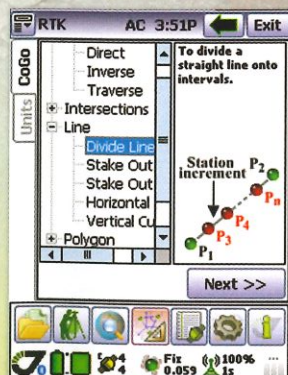 RTK AC 3:51P Exit
CoGo
Units
Direct
Inverse
Traverse
Intersections
Line
Divide Line
Stake Out
Stake Out
Horizontal
Vertical Cu
Polygon
To divide a
straight line onto
intervals.
Station
increment
P2
Pn
P4
P3
P1
Next >>
4
4
Fix
0.059
100%
1s